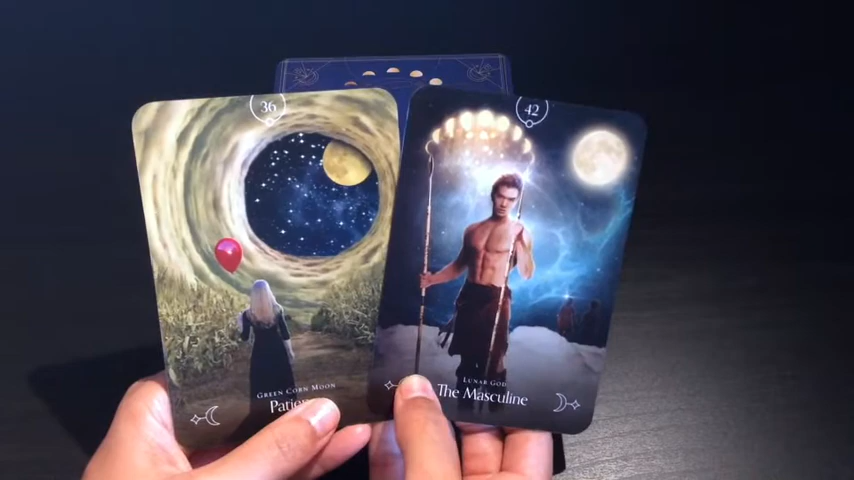 36
GREEN CORN MOON
42
LUNAR GOD
The Masculine